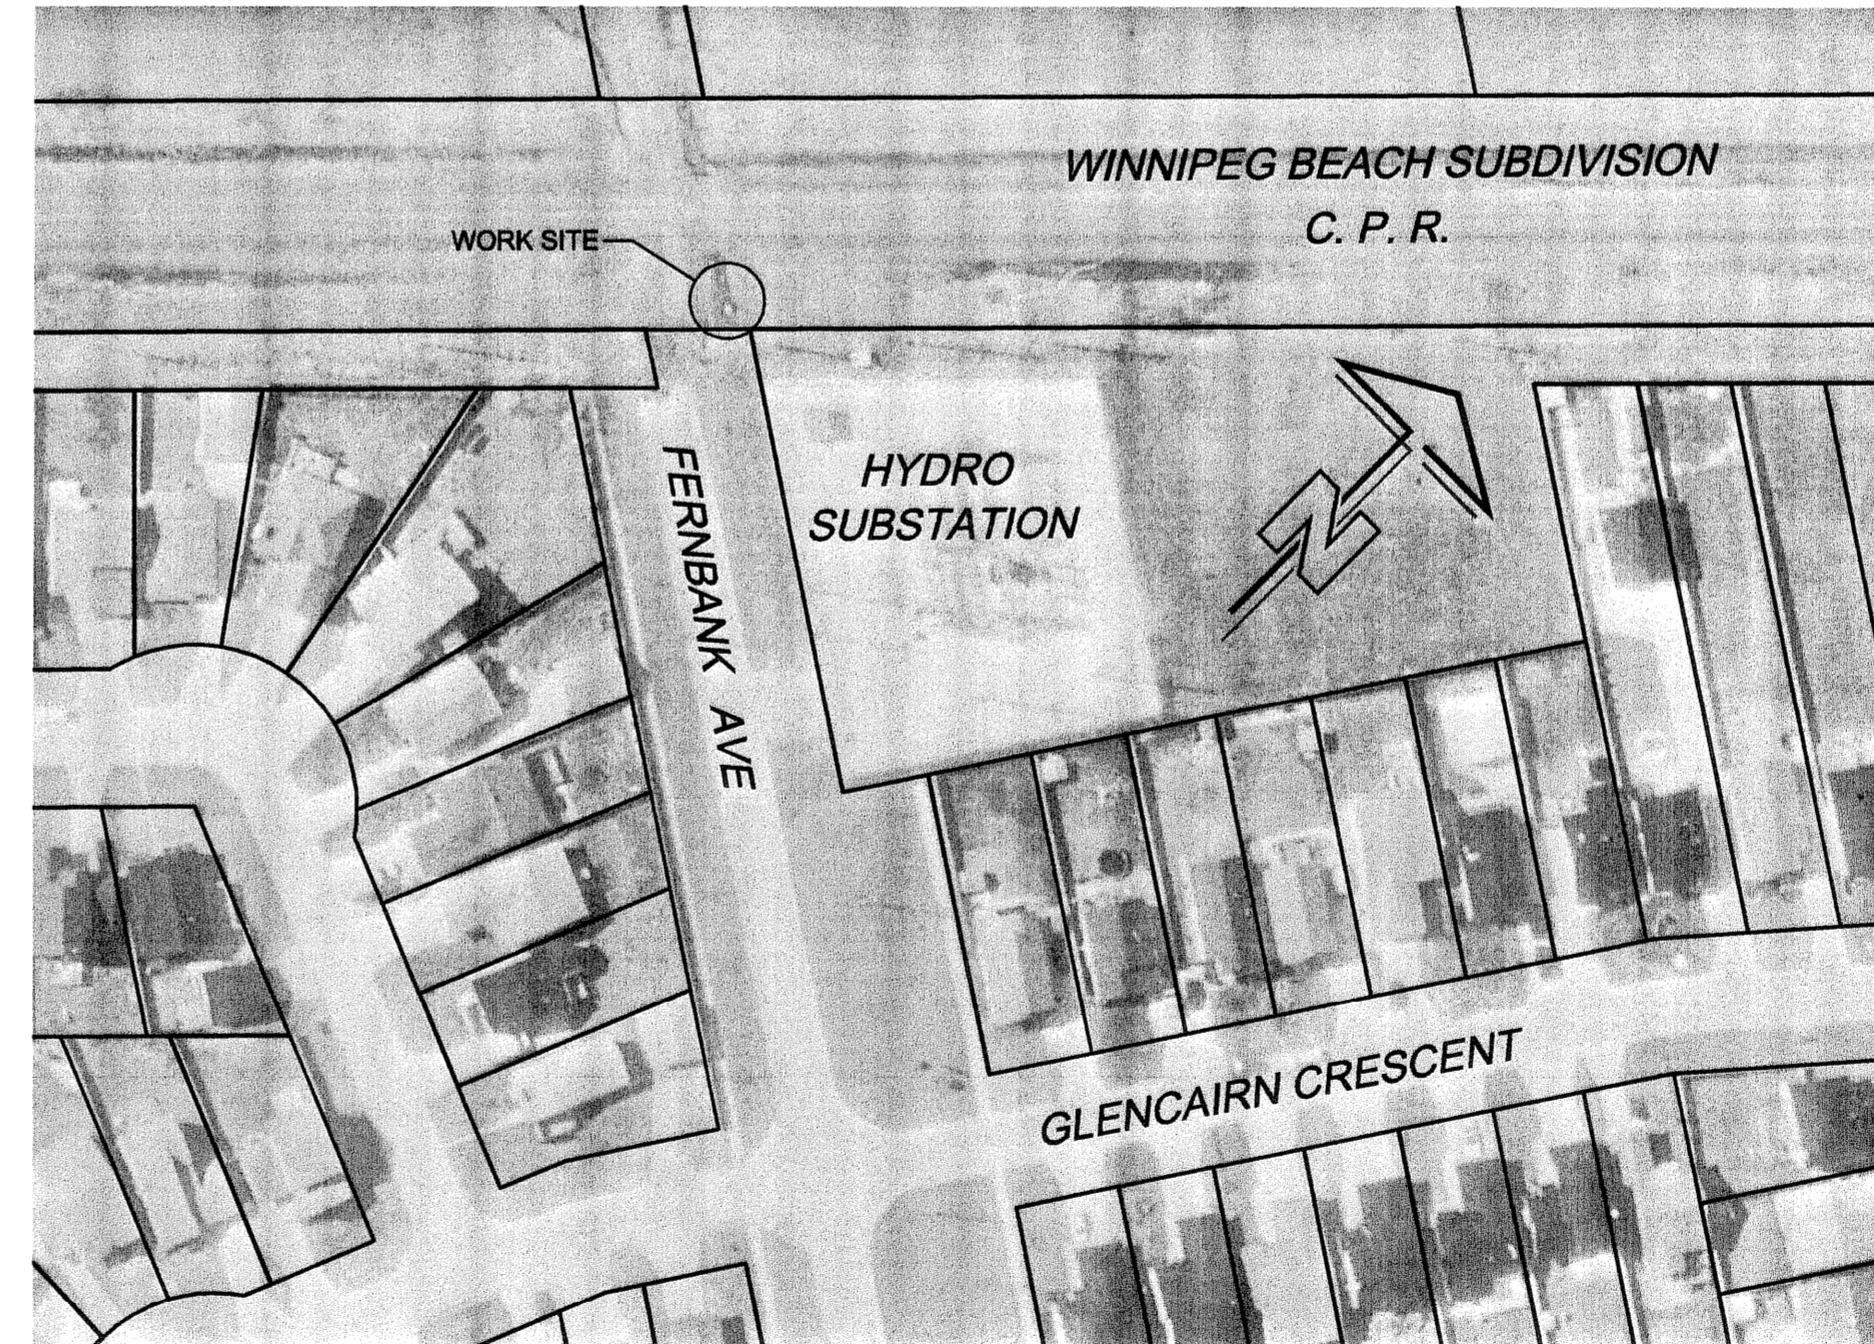 WINNIPEG BEACH SUBDIVISION
C. P. R.
WORK SITE
HYDRO
SUBSTATION
N
FERNBANK AVE
GLENCAIRN CRESCENT